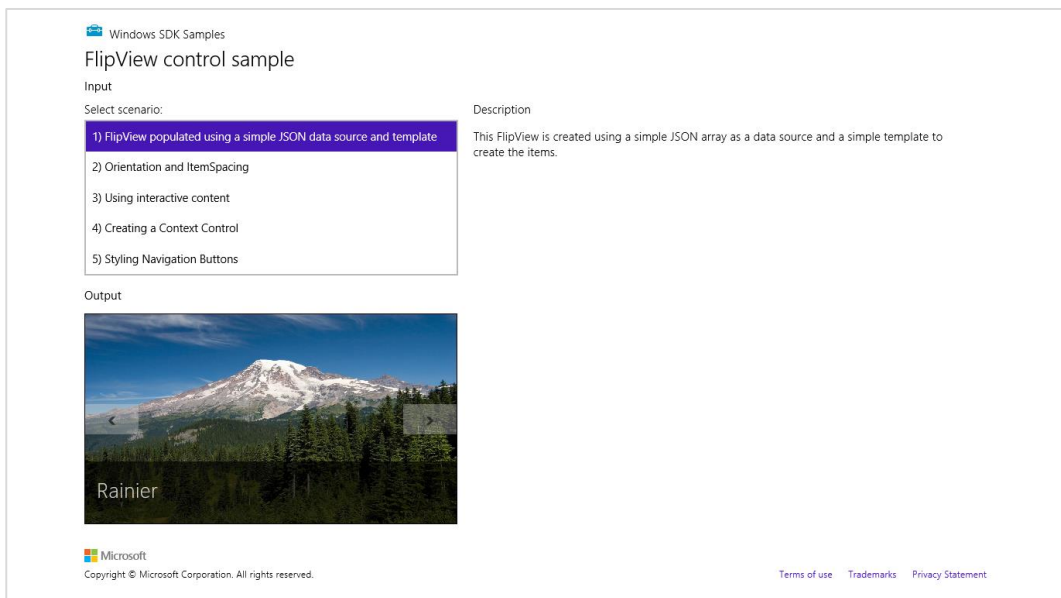 Windows SDK Samples
FlipView control sample
Input
Select scenario:
1) FlipView populated using a simple JSON data source and template
2) Orientation and ItemSpacing
3) Using interactive content
4) Creating a Context Control
5) Styling Navigation Buttons
Description
This FlipView is created using a simple JSON array as a data source and a simple template to
create the items.
Output
Rainier
Microsoft
Copyright © Microsoft Corporation. All rights reserved.
Terms of use Trademarks Privacy Statement